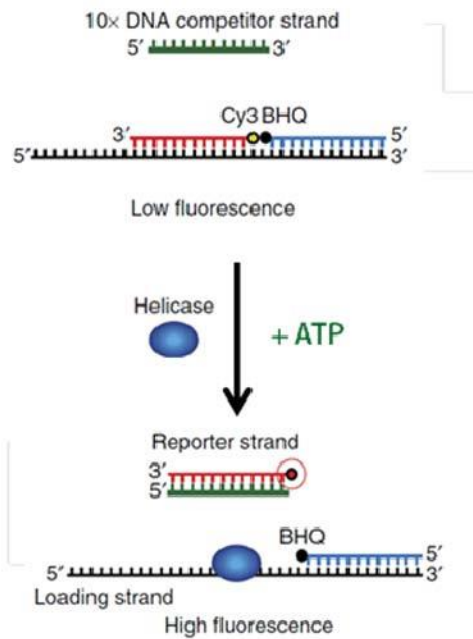 10× DNA competitor strand
5′ 3′
Cy3 BHQ
3′ 5′
5′ 3′
Low fluorescence
Helicase
+ ATP
Reporter strand
3′
5′
BHQ
5′
5′ 3′
Loading strand
High fluorescence